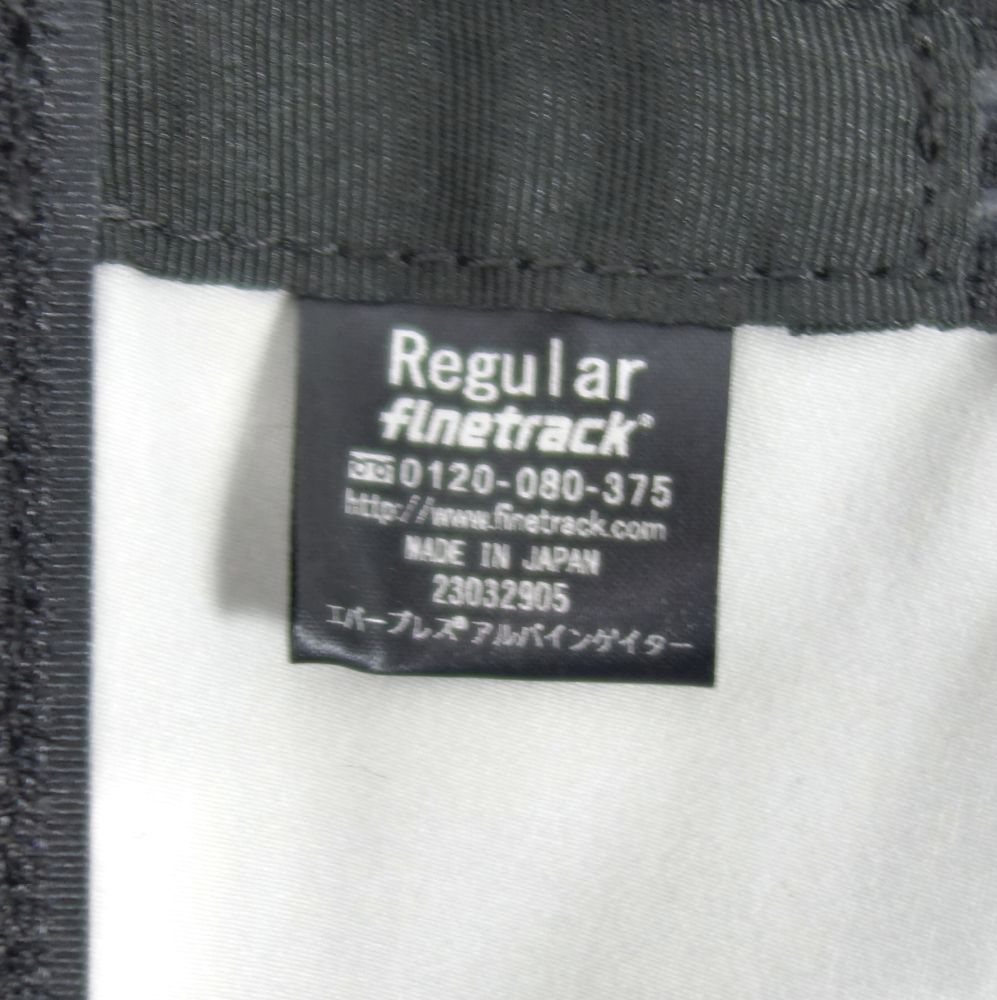 Regular
finetrack®
0120-080-375
http://www.finetrack.com
MADE IN JAPAN
23032905
エバーブレス®アルパインゲイター